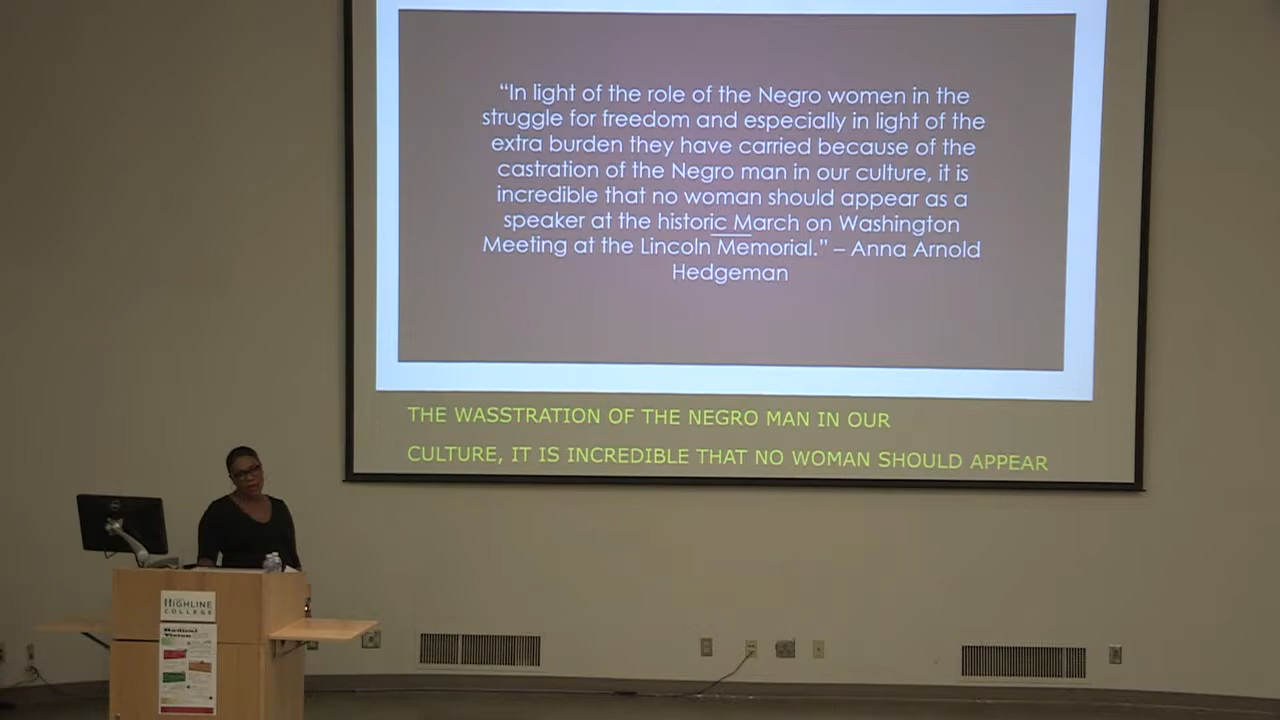 “In light of the role of the Negro women in the
struggle for freedom and especially in light of the
extra burden they have carried because of the
castration of the Negro man in our culture, it is
incredible that no woman should appear as a
speaker at the historic March on Washington
Meeting at the Lincoln Memorial.” – Anna Arnold
Hedgeman
THE WASSTRATION OF THE NEGRO MAN IN OUR
CULTURE, IT IS INCREDIBLE THAT NO WOMAN SHOULD APPEAR
HIGHLINE
COLLEGE
Radical
Vision